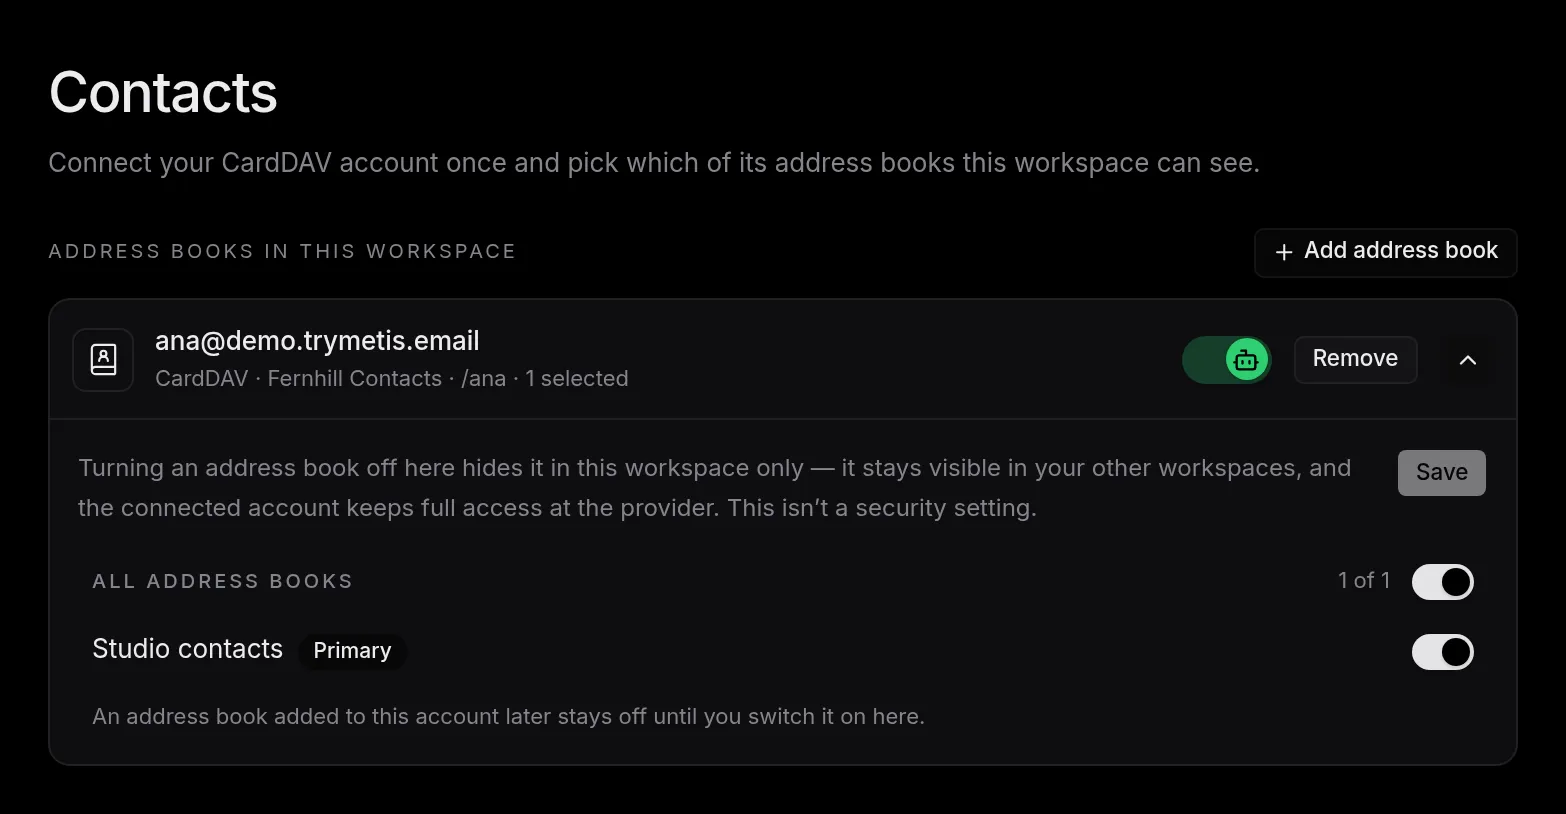 Contacts
Connect your CardDAV account once and pick which of its address books this workspace can see.
ADDRESS BOOKS IN THIS WORKSPACE
Add address book
ana@demo.trymetis.email
CardDAV · Fernhill Contacts · /ana · 1 selected
Remove
Turning an address book off here hides it in this workspace only — it stays visible in your other workspaces, and
the connected account keeps full access at the provider. This isn’t a security setting.
Save
ALL ADDRESS BOOKS
1 of 1
Studio contacts
Primary
An address book added to this account later stays off until you switch it on here.